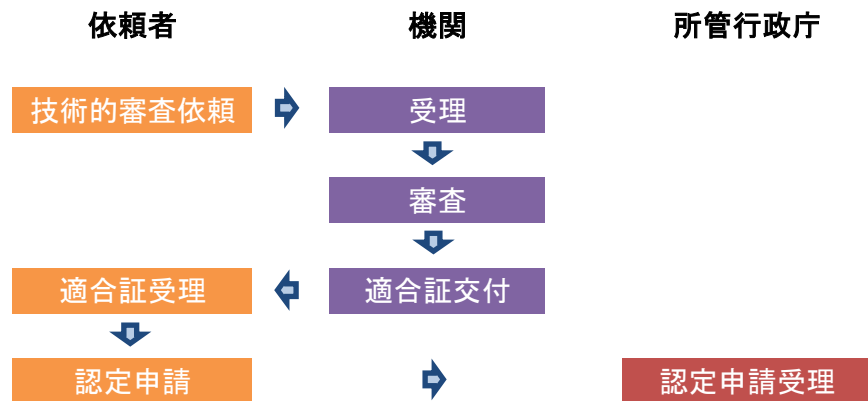 依頼者 機関 所管行政庁
技術的審査依頼 受理
審査
適合証受理 適合証交付
認定申請 認定申請受理